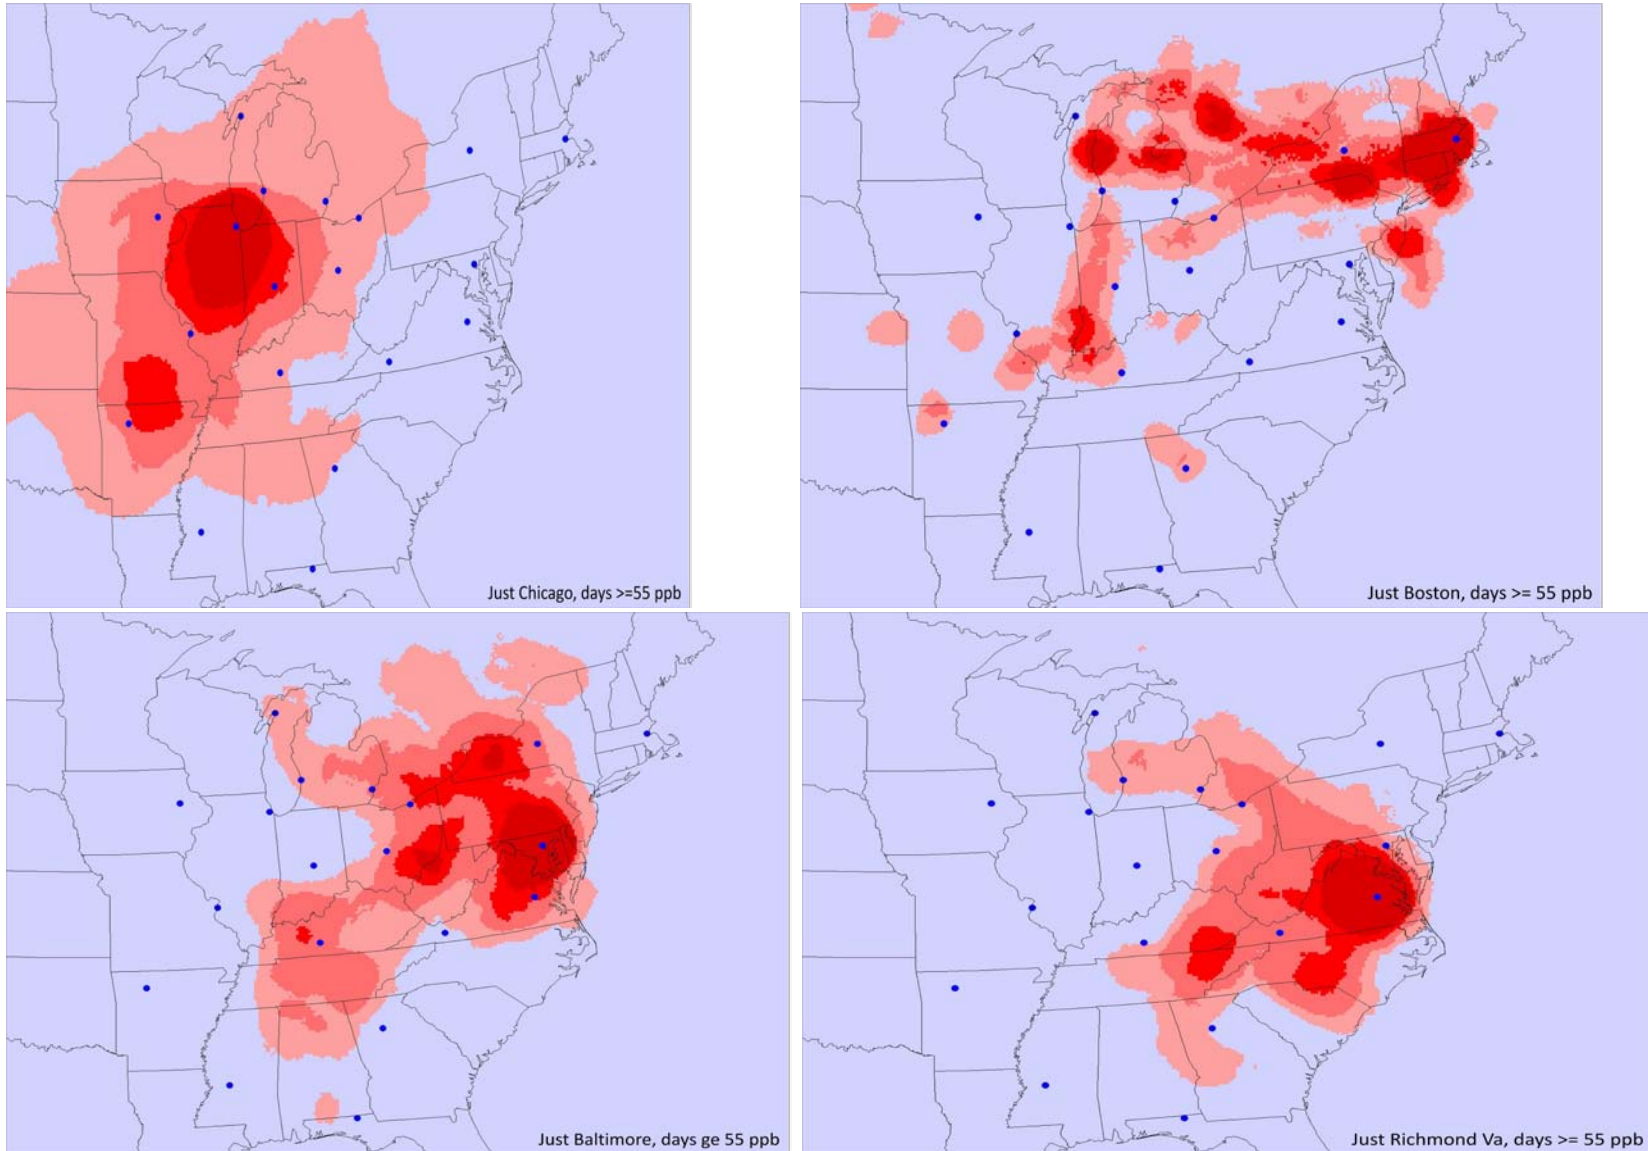 Just Chicago, days >=55 ppb
Just Boston, days >= 55 ppb
Just Baltimore, days ge 55 ppb
Just Richmond Va, days >= 55 ppb